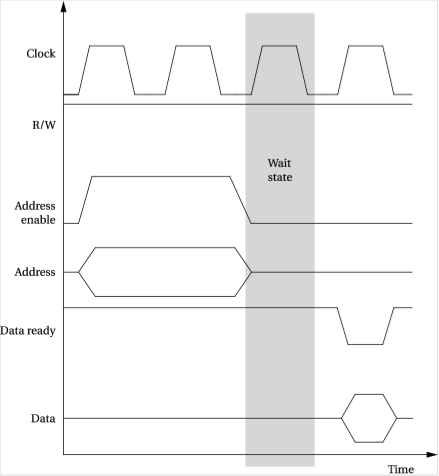 Clock
R/W
Wait
state
Address
enable
Address
Data ready
Data
Time